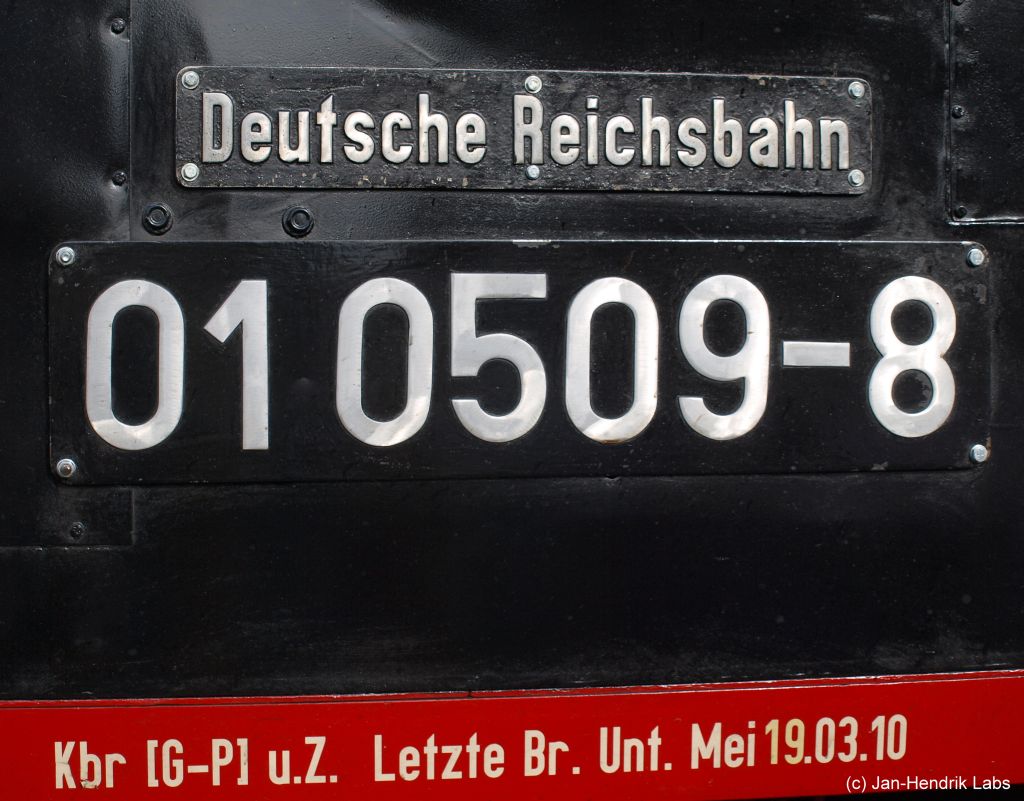 Deutsche Reichsbahn
01 0509-8
Kbr [G-P] u.Z. Letzte Br. Unt. Mei 19.03.10
(c) Jan-Hendrik Labs